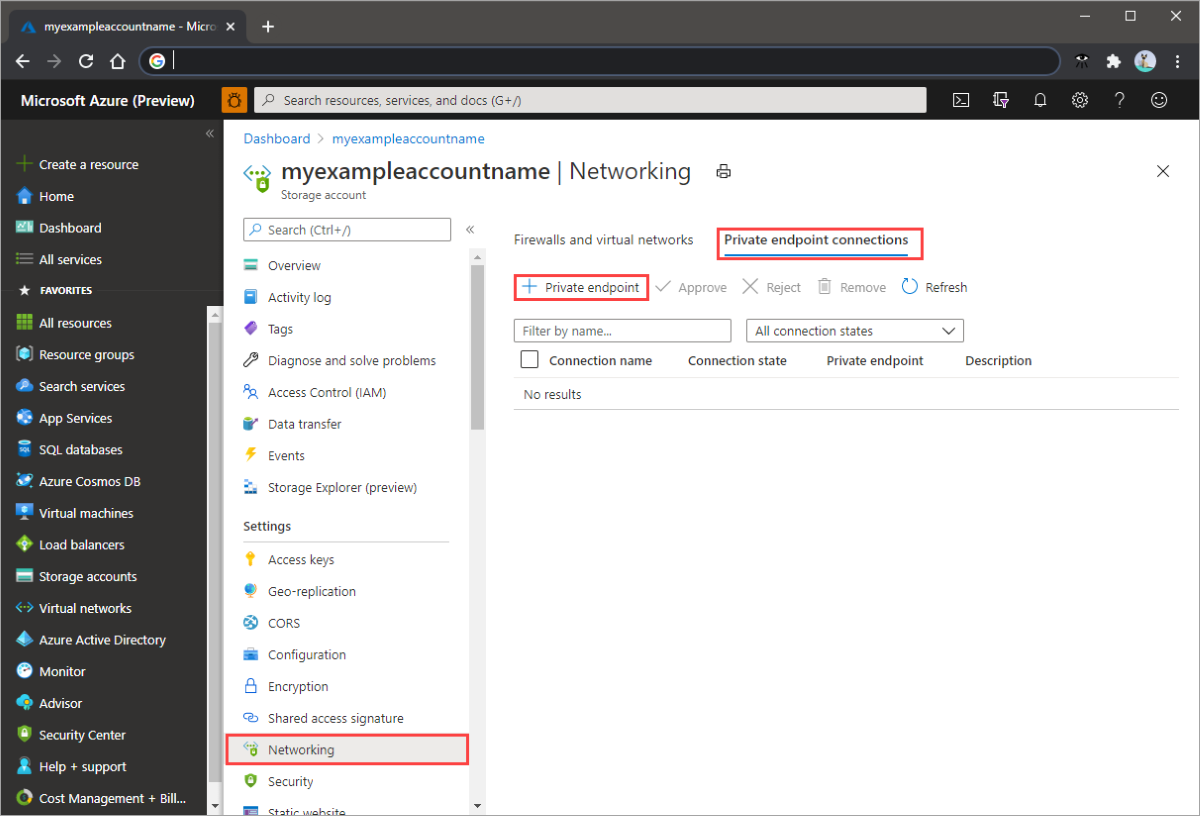 myexampleaccountname - Micro
Microsoft Azure (Preview)
Search resources, services, and docs (G+/)
«
Create a resource
Home
Dashboard
All services
FAVORITES
All resources
Resource groups
Search services
App Services
SQL databases
Azure Cosmos DB
Virtual machines
Load balancers
Storage accounts
Virtual networks
Azure Active Directory
Monitor
Advisor
Security Center
Help + support
Cost Management + Bill...
Dashboard > myexampleaccountname
myexampleaccountname | Networking
Storage account
Search (Ctrl+/)
«
Overview
Activity log
Tags
Diagnose and solve problems
Access Control (IAM)
Data transfer
Events
Storage Explorer (preview)
Settings
Access keys
Geo-replication
CORS
Configuration
Encryption
Shared access signature
Networking
Security
Static website
Firewalls and virtual networks Private endpoint connections
Private endpoint Approve Reject Remove Refresh
Filter by name... All connection states
Connection name Connection state Private endpoint Description
No results